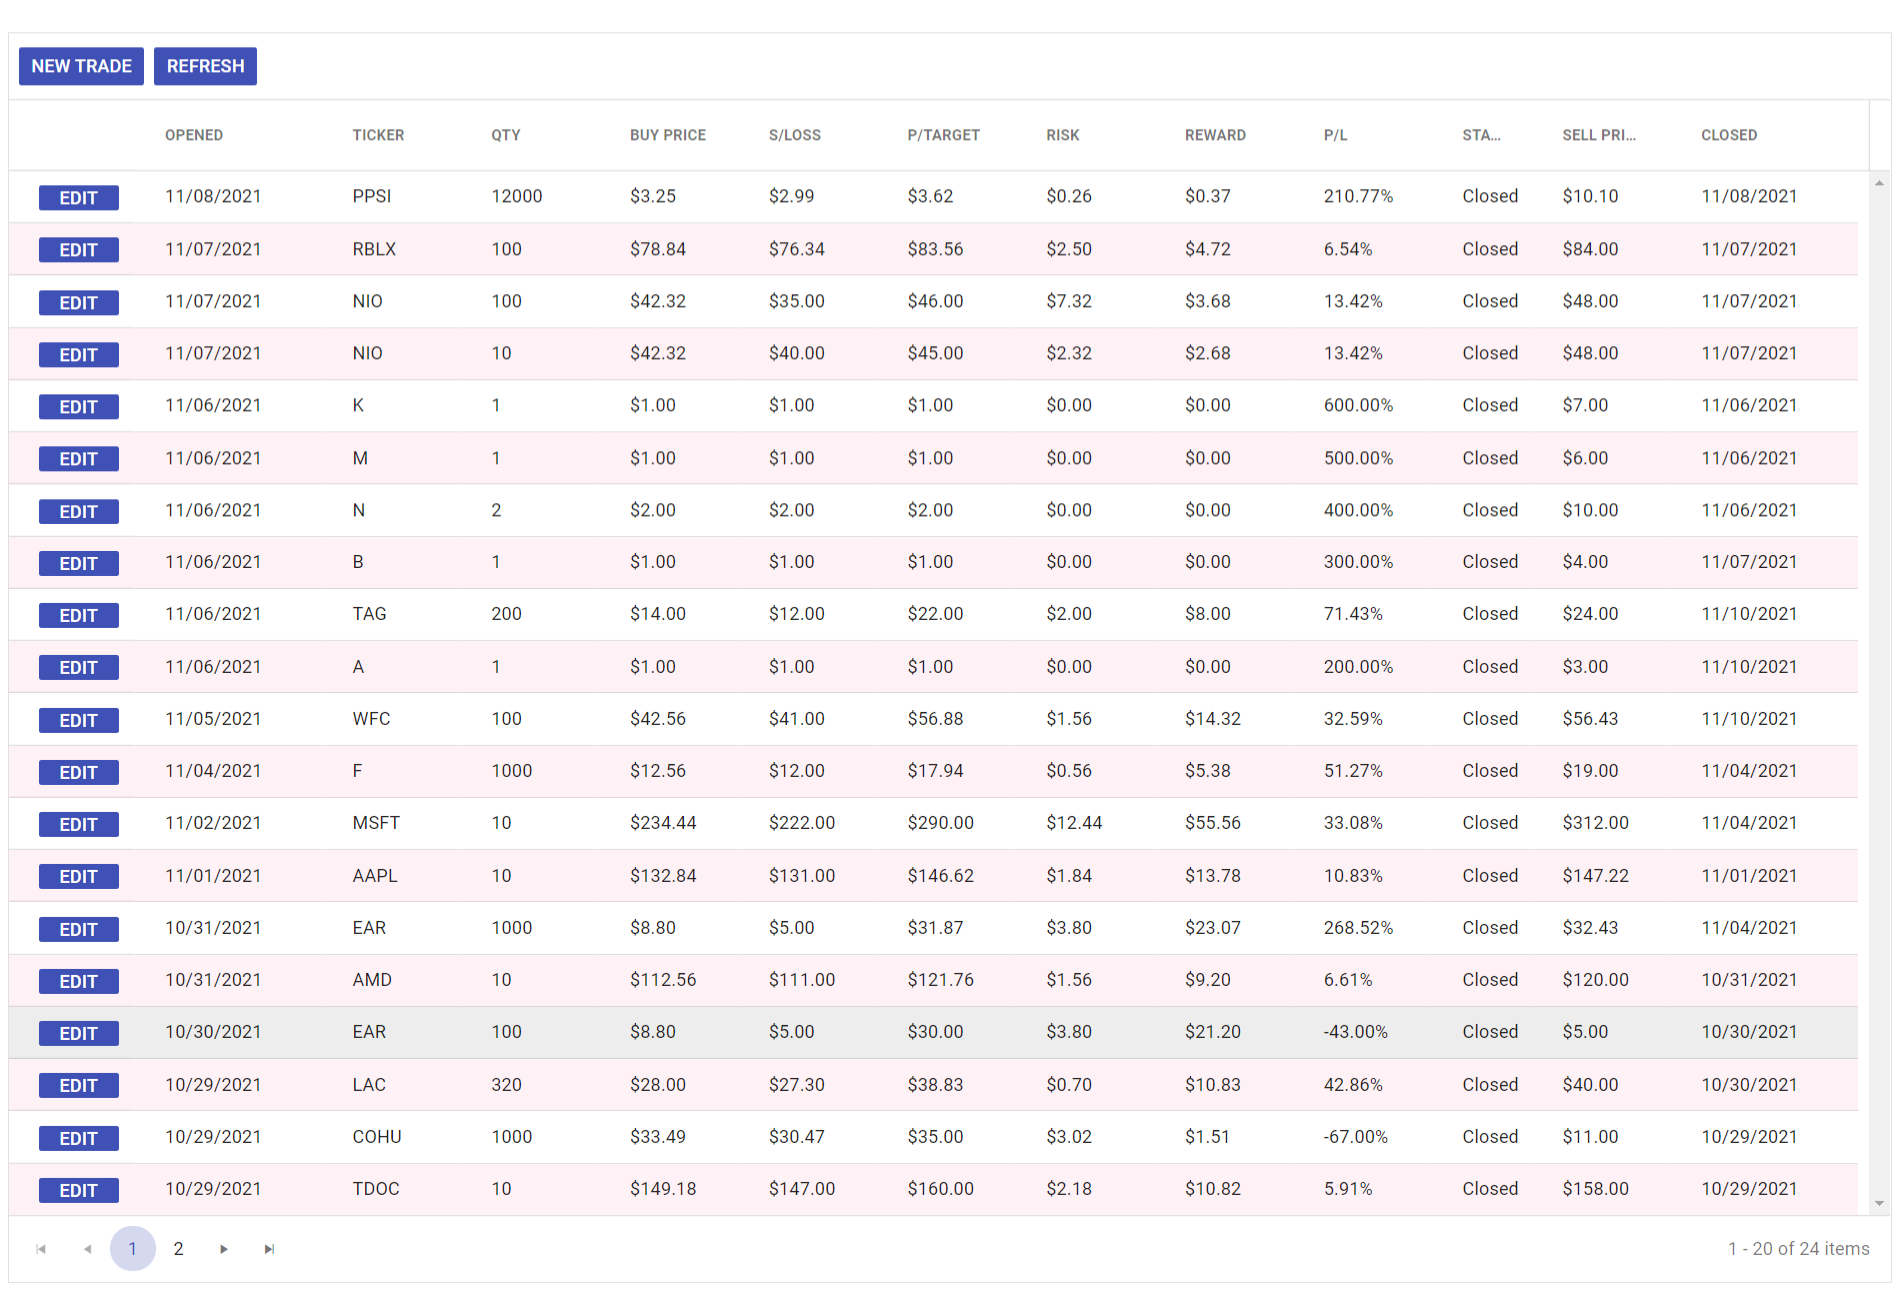 NEW TRADE REFRESH
OPENED TICKER QTY BUY PRICE S/LOSS P/TARGET RISK REWARD P/L STA... SELL PRI... CLOSED
EDIT 11/08/2021 PPSI 12000 $3.25 $2.99 $3.62 $0.26 $0.37 210.77% Closed $10.10 11/08/2021
EDIT 11/07/2021 RBLX 100 $78.84 $76.34 $83.56 $2.50 $4.72 6.54% Closed $84.00 11/07/2021
EDIT 11/07/2021 NIO 100 $42.32 $35.00 $46.00 $7.32 $3.68 13.42% Closed $48.00 11/07/2021
EDIT 11/07/2021 NIO 10 $42.32 $40.00 $45.00 $2.32 $2.68 13.42% Closed $48.00 11/07/2021
EDIT 11/06/2021 K 1 $1.00 $1.00 $1.00 $0.00 $0.00 600.00% Closed $7.00 11/06/2021
EDIT 11/06/2021 M 1 $1.00 $1.00 $1.00 $0.00 $0.00 500.00% Closed $6.00 11/06/2021
EDIT 11/06/2021 N 2 $2.00 $2.00 $2.00 $0.00 $0.00 400.00% Closed $10.00 11/06/2021
EDIT 11/06/2021 B 1 $1.00 $1.00 $1.00 $0.00 $0.00 300.00% Closed $4.00 11/07/2021
EDIT 11/06/2021 TAG 200 $14.00 $12.00 $22.00 $2.00 $8.00 71.43% Closed $24.00 11/10/2021
EDIT 11/06/2021 A 1 $1.00 $1.00 $1.00 $0.00 $0.00 200.00% Closed $3.00 11/10/2021
EDIT 11/05/2021 WFC 100 $42.56 $41.00 $56.88 $1.56 $14.32 32.59% Closed $56.43 11/10/2021
EDIT 11/04/2021 F 1000 $12.56 $12.00 $17.94 $0.56 $5.38 51.27% Closed $19.00 11/04/2021
EDIT 11/02/2021 MSFT 10 $234.44 $222.00 $290.00 $12.44 $55.56 33.08% Closed $312.00 11/04/2021
EDIT 11/01/2021 AAPL 10 $132.84 $131.00 $146.62 $1.84 $13.78 10.83% Closed $147.22 11/01/2021
EDIT 10/31/2021 EAR 1000 $8.80 $5.00 $31.87 $3.80 $23.07 268.52% Closed $32.43 11/04/2021
EDIT 10/31/2021 AMD 10 $112.56 $111.00 $121.76 $1.56 $9.20 6.61% Closed $120.00 10/31/2021
EDIT 10/30/2021 EAR 100 $8.80 $5.00 $30.00 $3.80 $21.20 -43.00% Closed $5.00 10/30/2021
EDIT 10/29/2021 LAC 320 $28.00 $27.30 $38.83 $0.70 $10.83 42.86% Closed $40.00 10/30/2021
EDIT 10/29/2021 COHU 1000 $33.49 $30.47 $35.00 $3.02 $1.51 -67.00% Closed $11.00 10/29/2021
EDIT 10/29/2021 TDOC 10 $149.18 $147.00 $160.00 $2.18 $10.82 5.91% Closed $158.00 10/29/2021
1 2 1 - 20 of 24 items